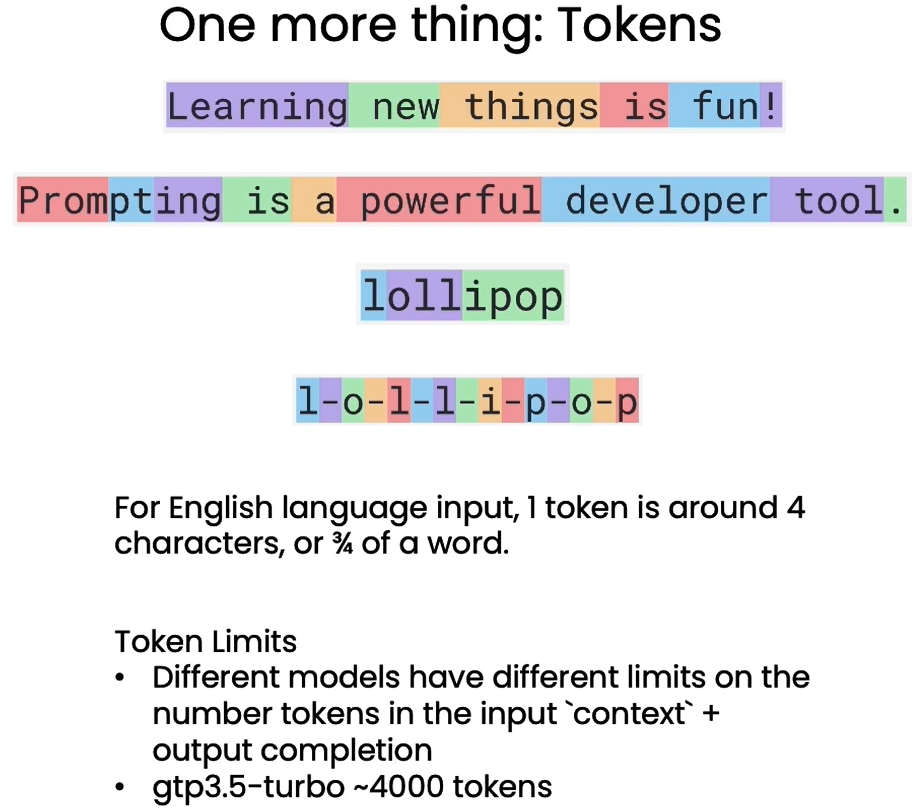 One more thing: Tokens
Learning new things is fun!
Prompting is a powerful developer tool.
lollipop
l-o-l-l-i-p-o-p
For English language input, 1 token is around 4
characters, or ¾ of a word.
Token Limits
• Different models have different limits on the
number tokens in the input `context` +
output completion
• gtp3.5-turbo ~4000 tokens